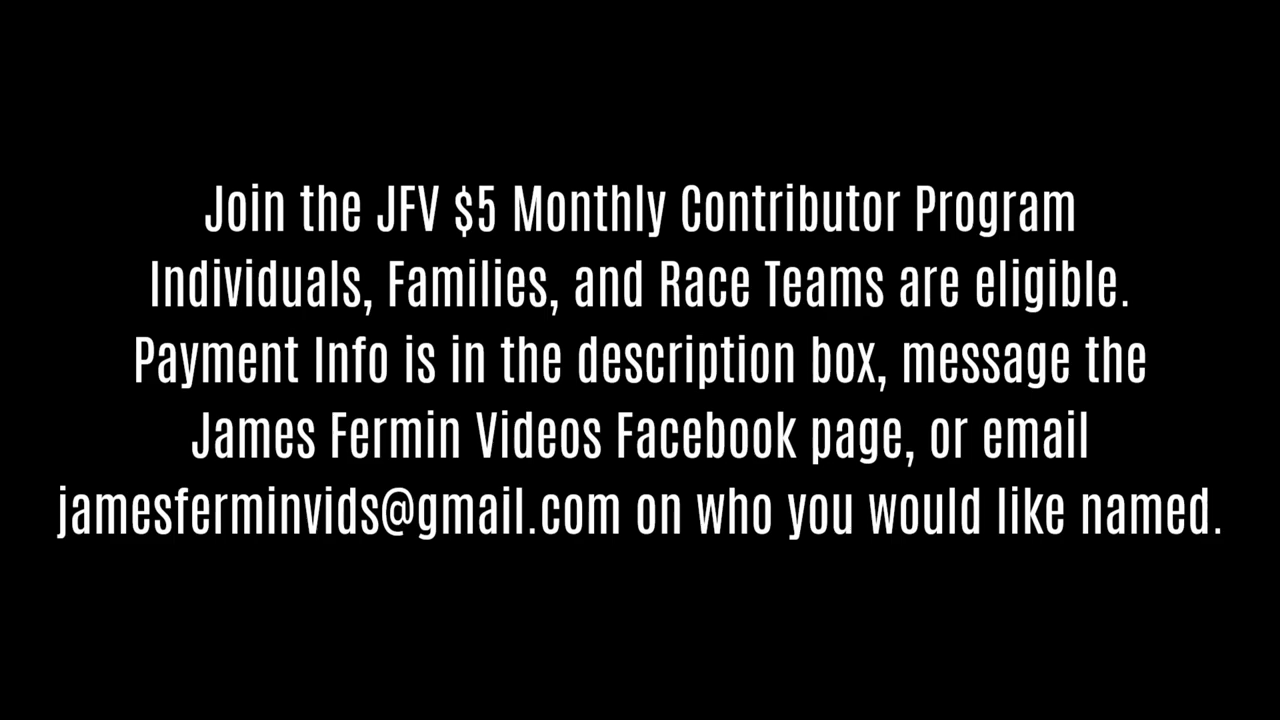 Join the JFV $5 Monthly Contributor Program
Individuals, Families, and Race Teams are eligible.
Payment Info is in the description box, message the
James Fermin Videos Facebook page, or email
jamesferminvids@gmail.com on who you would like named.